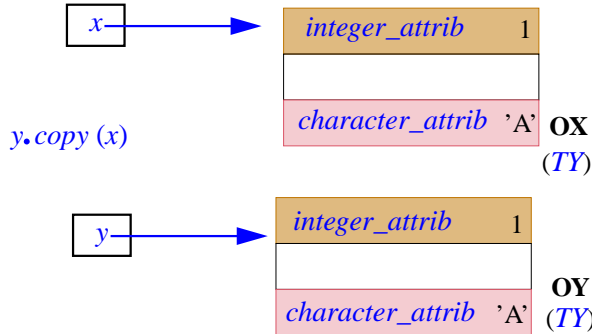 x integer_attrib 1
character_attrib 'A' OX
y.copy (x)
(TY)
y integer_attrib 1
OY
character_attrib 'A' (TY)